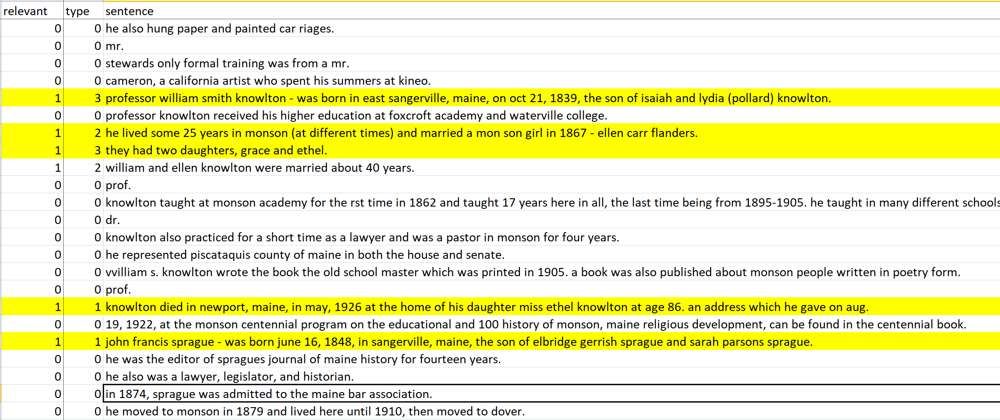 relevant type sentence
0 0 he also hung paper and painted car riages.
0 0 mr.
0 0 stewards only formal training was from a mr.
0 0 cameron, a california artist who spent his summers at kineo.
1 3 professor william smith knowlton - was born in east sangerville, maine, on oct 21, 1839, the son of isaiah and lydia (pollard) knowlton.
0 0 professor knowlton received his higher education at foxcroft academy and waterville college.
1 2 he lived some 25 years in monson (at different times) and married a mon son girl in 1867 - ellen carr flanders.
1 3 they had two daughters, grace and ethel.
1 2 william and ellen knowlton were married about 40 years.
0 0 prof.
0 0 knowlton taught at monson academy for the rst time in 1862 and taught 17 years here in all, the last time being from 1895-1905. he taught in many different schools
0 0 dr.
0 0 knowlton also practiced for a short time as a lawyer and was a pastor in monson for four years.
0 0 he represented piscataquis county of maine in both the house and senate.
0 0 vvilliam s. knowlton wrote the book the old school master which was printed in 1905. a book was also published about monson people written in poetry form.
0 0 prof.
1 1 knowlton died in newport, maine, in may, 1926 at the home of his daughter miss ethel knowlton at age 86. an address which he gave on aug.
0 0 19, 1922, at the monson centennial program on the educational and 100 history of monson, maine religious development, can be found in the centennial book.
1 1 john francis sprague - was born june 16, 1848, in sangerville, maine, the son of elbridge gerrish sprague and sarah parsons sprague.
0 0 he was the editor of spragues journal of maine history for fourteen years.
0 0 he also was a lawyer, legislator, and historian.
0 0 in 1874, sprague was admitted to the maine bar association.
0 0 he moved to monson in 1879 and lived here until 1910, then moved to dover.